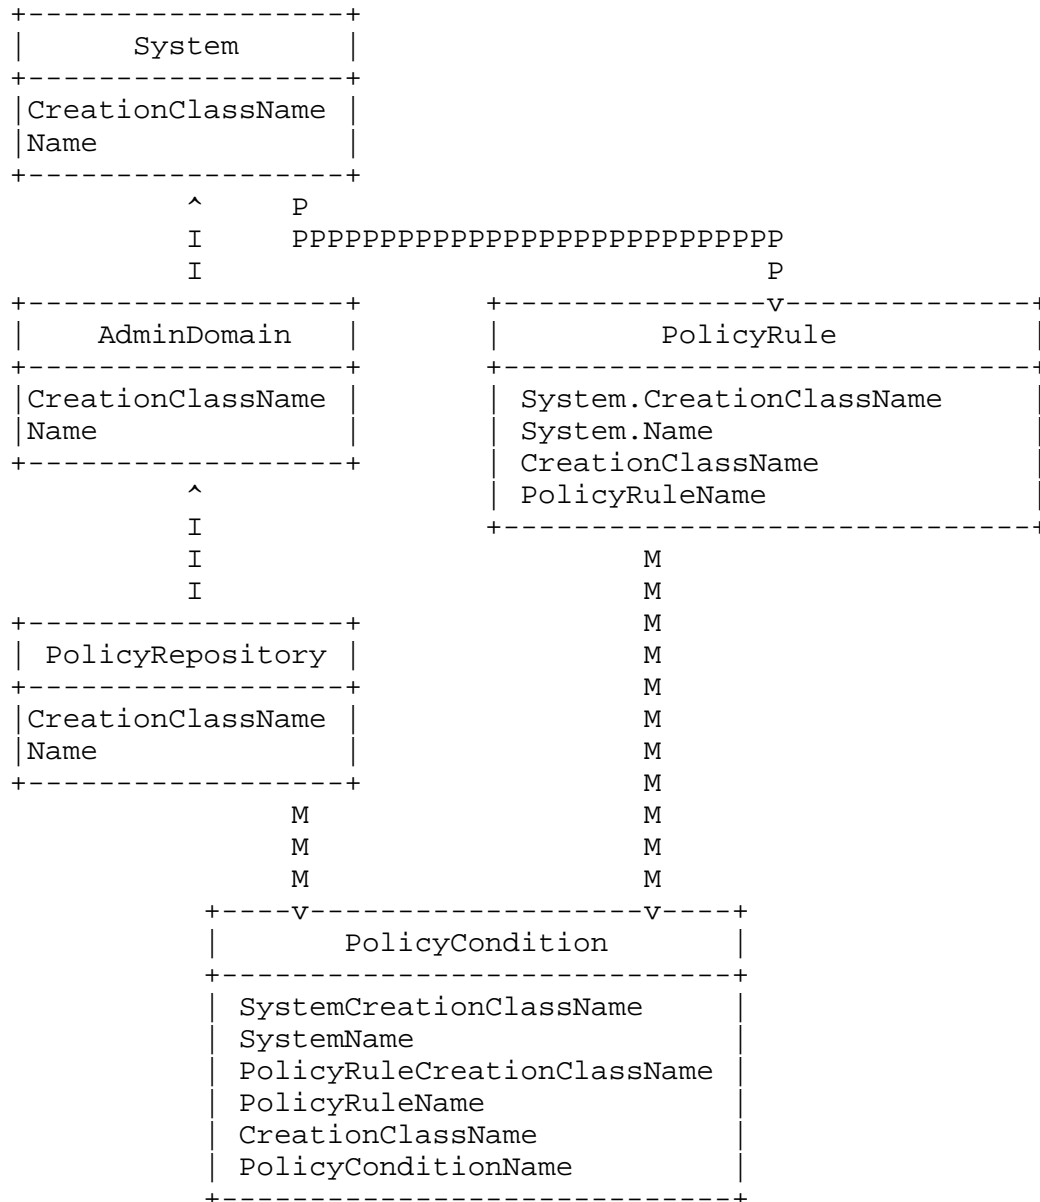 +------------------+
|      System      |
+------------------+
|CreationClassName |
|Name              |
+------------------+
          ^     P
          I     PPPPPPPPPPPPPPPPPPPPPPPPPPPP
          I                                P
+------------------+       +---------------v--------------+
|    AdminDomain   |       |         PolicyRule           |
+------------------+       +------------------------------+
|CreationClassName |       | System.CreationClassName     |
|Name              |       | System.Name                  |
+------------------+       | CreationClassName            |
          ^                | PolicyRuleName               |
          I                +------------------------------+
          I                         M
          I                         M
+------------------+                M
| PolicyRepository |                M
+------------------+                M
|CreationClassName |                M
|Name              |                M
+------------------+                M
                M                   M
                M                   M
                M                   M
           +----v-------------------v----+
           |       PolicyCondition       |
           +-----------------------------+
           | SystemCreationClassName     |
           | SystemName                  |
           | PolicyRuleCreationClassName |
           | PolicyRuleName              |
           | CreationClassName           |
           | PolicyConditionName         |
           +-----------------------------+